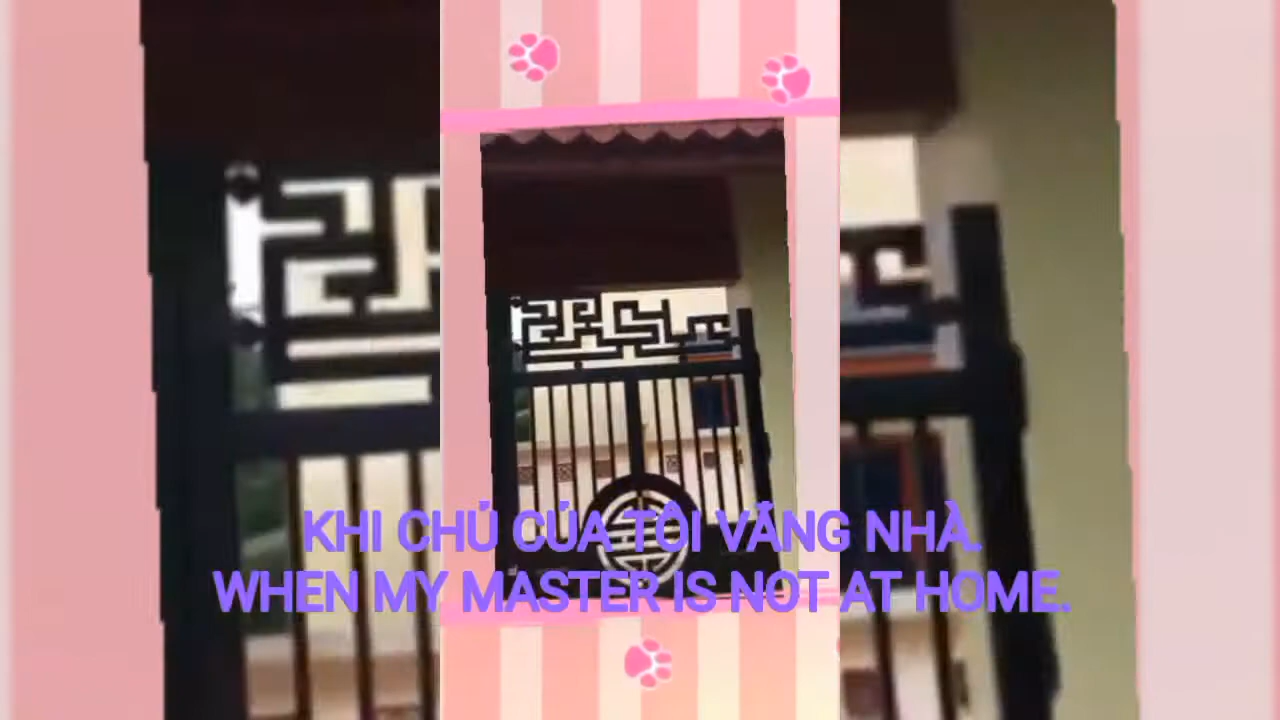 KHI CHỦ CỦA TÔI VẮNG NHÀ.
WHEN MY MASTER IS NOT AT HOME.